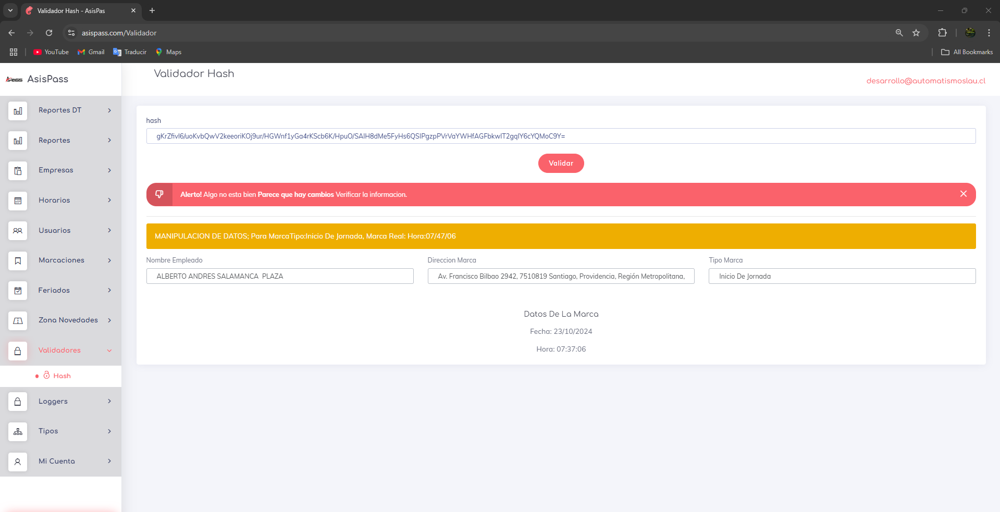 Validador Hash - AsisPas
asispass.com/Validador
YouTube
Gmail
Traducir
Maps
All Bookmarks
APASS AsisPass
Validador Hash
desarrollo@automatismoslau.cl
Reportes DT
Reportes
Empresas
Horarios
Usuarios
Marcaciones
Feriados
Zona Novedades
Validadores
Hash
Loggers
Tipos
Mi Cuenta
hash
gKrZfivI6/uoKvbQwV2keeoriKOj9ur/HGWnf1yGa4rKScb6K/HpuO/SAIH8dMe5FyHs6QSIPgzpPVrVaYWHfAGFbkwIT2gqIY6cYQMoC9Y=
Validar
Alerto! Algo no esta bien Parece que hay cambios Verificar la informacion.
MANIPULACION DE DATOS; Para MarcaTipo:Inicio De Jornada, Marca Real: Hora:07/47/06
Nombre Empleado
ALBERTO ANDRES SALAMANCA  PLAZA
Direccion Marca
Av. Francisco Bilbao 2942, 7510819 Santiago, Providencia, Región Metropolitana,
Tipo Marca
Inicio De Jornada
Datos De La Marca
Fecha: 23/10/2024
Hora: 07:37:06